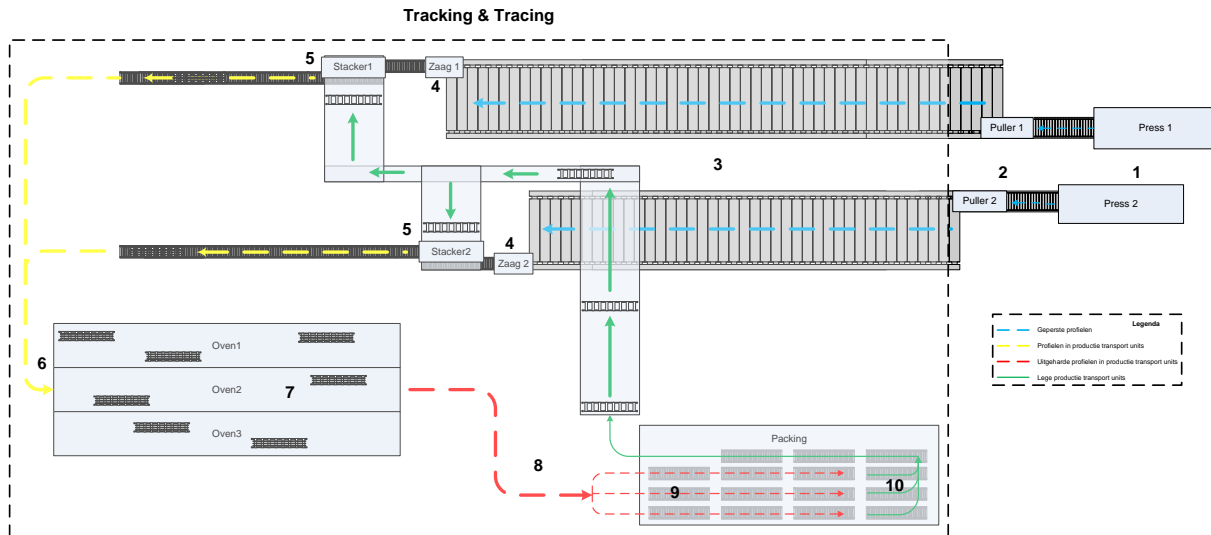 Tracking & Tracing
5
Stacker1
Zaag 1
4
Puller 1
Press 1
3
2
1
Puller 2
Press 2
5
4
Stacker2
Zaag 2
Legenda
Geperste profielen
Profielen in productie transport units
Uitgeharde profielen in productie transport units
Lege productie transport units
6
Oven1
Oven2
7
Oven3
8
Packing
9
10